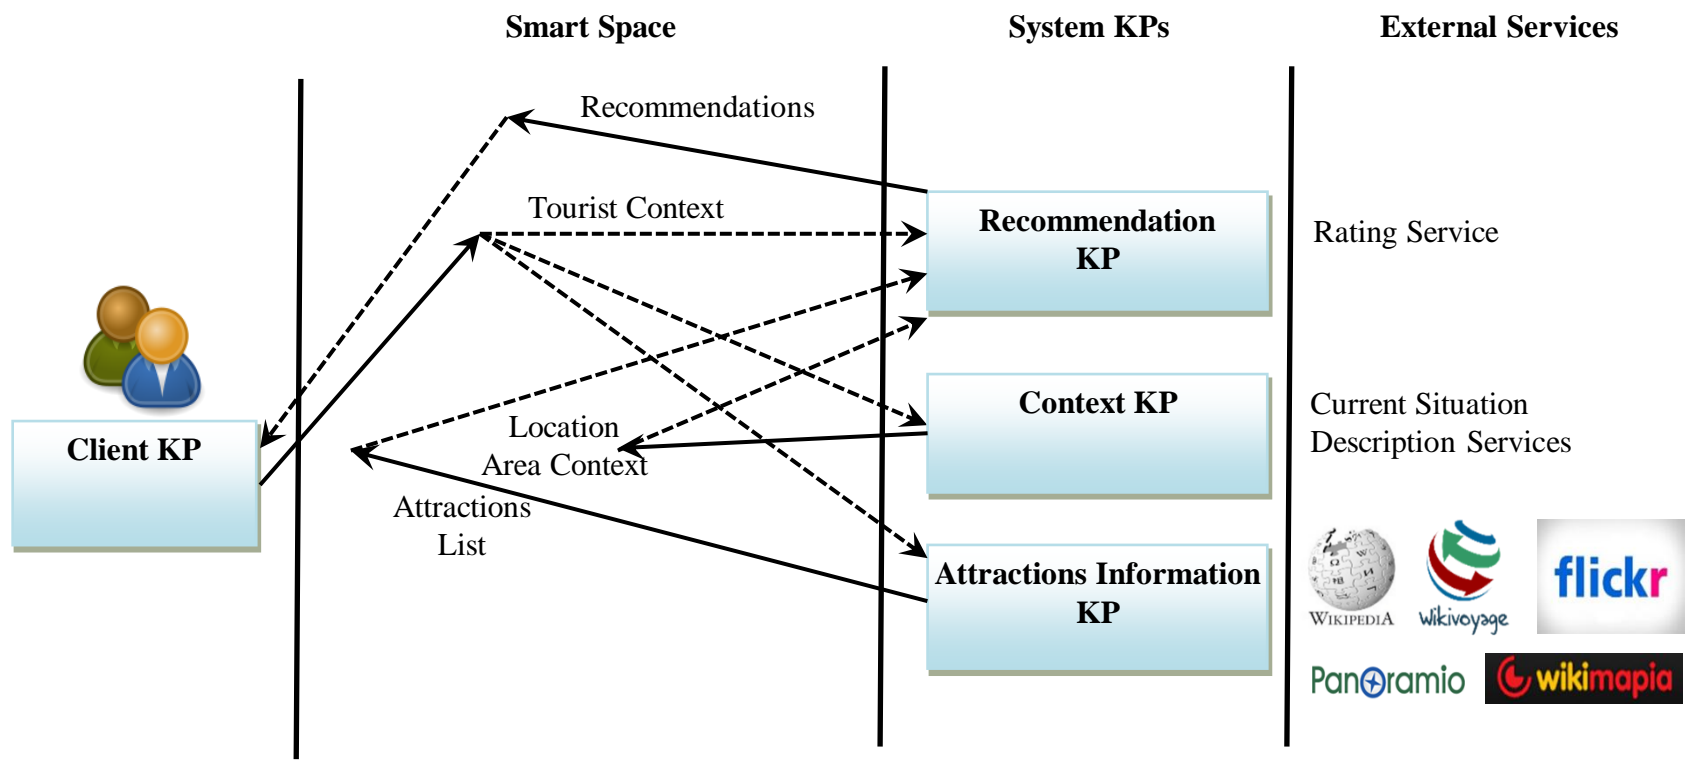 Smart Space
System KPs
External Services
Recommendations
Tourist Context
Recommendation
KP
Rating Service
Client KP
Location
Area Context
Context KP
Current Situation
Description Services
Attractions
List
Attractions Information
KP
WIKIPEDIA
wikivoyage
flickr
Panoramio
wikimapia